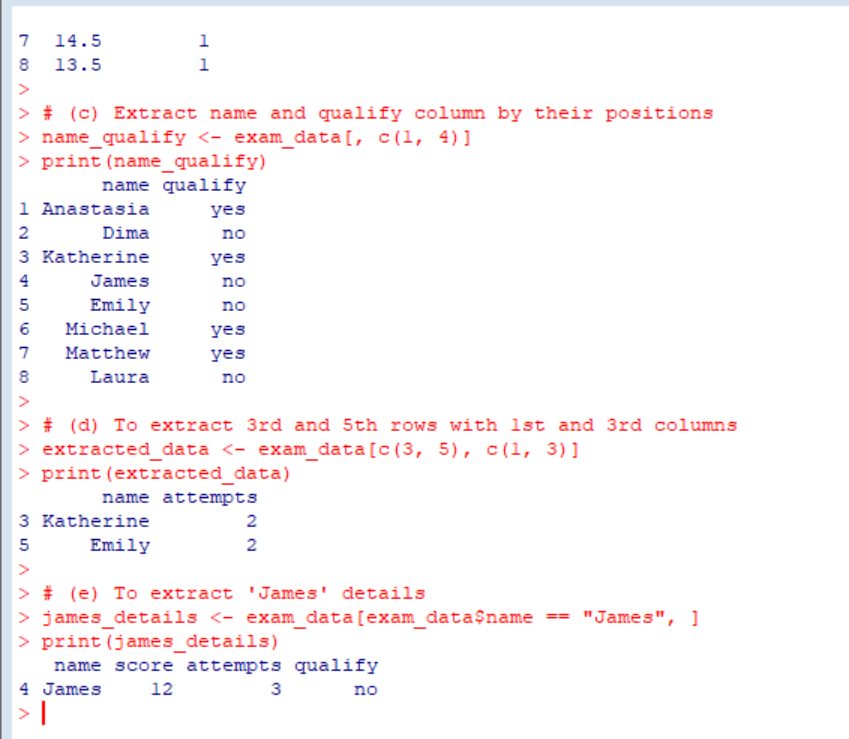 7  14.5        1
8  13.5        1
>
> # (c) Extract name and qualify column by their positions
> name_qualify <- exam_data[, c(1, 4)]
> print(name_qualify)
       name qualify
1 Anastasia     yes
2      Dima      no
3 Katherine     yes
4     James      no
5     Emily      no
6   Michael     yes
7   Matthew     yes
8     Laura      no
>
> # (d) To extract 3rd and 5th rows with 1st and 3rd columns
> extracted_data <- exam_data[c(3, 5), c(1, 3)]
> print(extracted_data)
       name attempts
3 Katherine        2
5     Emily        2
>
> # (e) To extract 'James' details
> james_details <- exam_data[exam_data$name == "James", ]
> print(james_details)
   name score attempts qualify
4 James    12        3      no
>